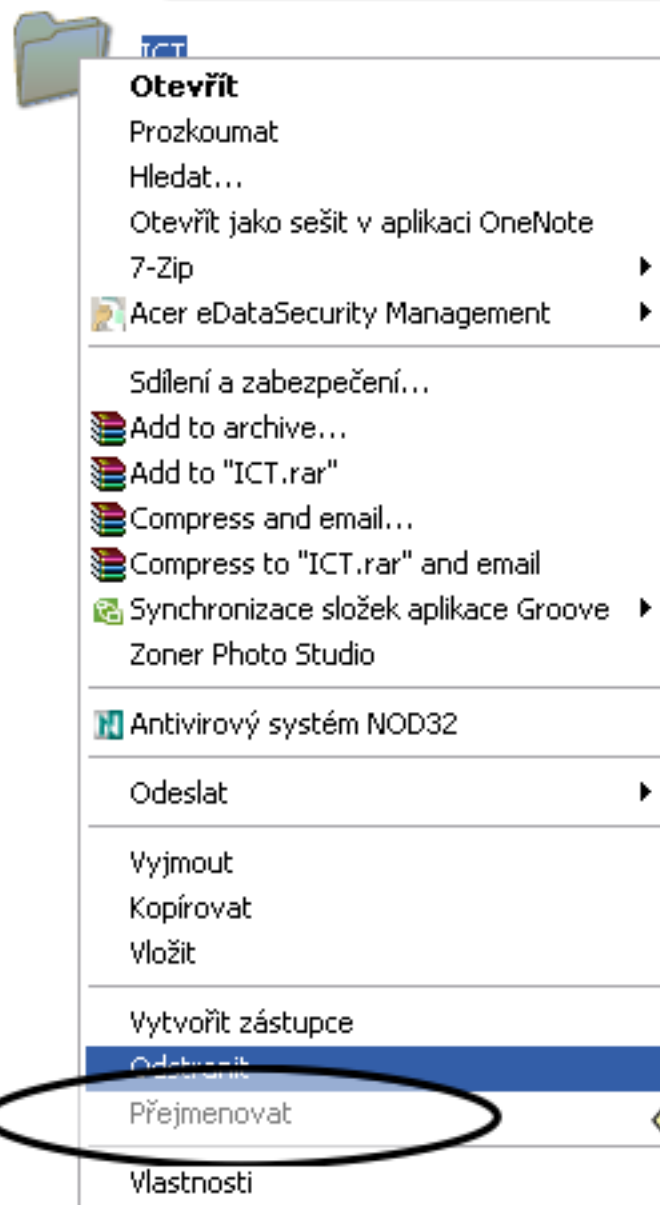 ICT
Otevřít
Prozkoumat
Hledat...
Otevřít jako sešit v aplikaci OneNote
7-Zip
Acer eDataSecurity Management
Sdílení a zabezpečení...
Add to archive...
Add to "ICT.rar"
Compress and email...
Compress to "ICT.rar" and email
Synchronizace složek aplikace Groove
Zoner Photo Studio
Antivirový systém NOD32
Odeslat
Vyjmout
Kopírovat
Vložit
Vytvořit zástupce
Odstranit
Přejmenovat
Vlastnosti